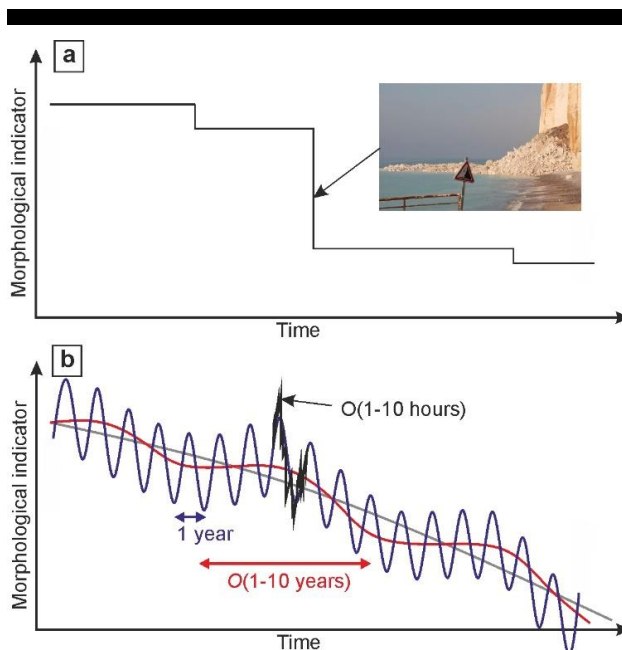 a
Morphological indicator
Time
b
O(1-10 hours)
Morphological indicator
1 year
O(1-10 years)
Time